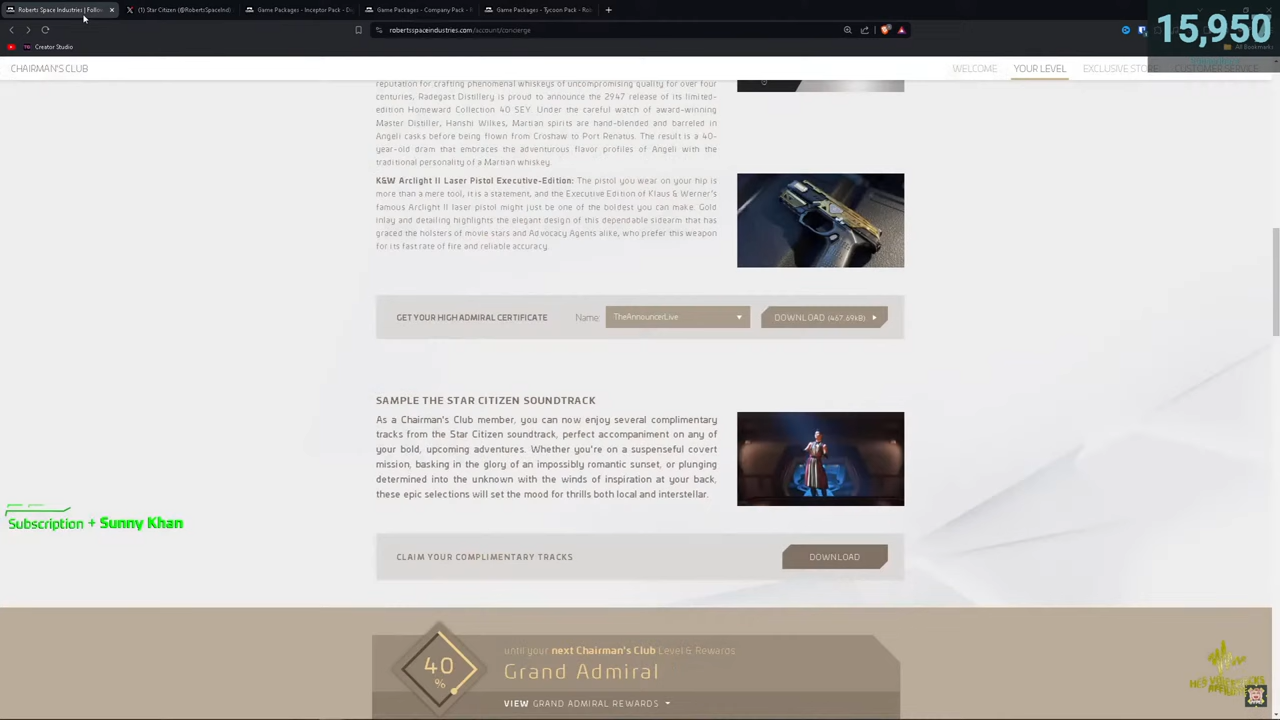 Roberts Space Industries | Follo
(1) Star Citizen (@RobertsSpaceInd
Game Packages - Inceptor Pack - Di
Game Packages - Company Pack - R
Game Packages - Tycoon Pack - Rob
15,950
robertsspaceindustries.com/account/concierge
Creator Studio
All Bookmarks
CHAIRMAN'S CLUB
WELCOME
YOUR LEVEL
EXCLUSIVE STORE
CUSTOMER SERVICE
reputation for crafting phenomenal whiskeys of uncompromising quality for over four
centuries, Radegast Distillery is proud to announce the 2947 release of its limited-
edition Homeward Collection 40 SEY. Under the careful watch of award-winning
Master Distiller, Hanshi Wilkes, Martian spirits are hand-blended and barreled in
Angeli casks before being flown from Croshaw to Port Renatus. The result is a 40-
year-old dram that embraces the adventurous flavor profiles of Angeli with the
traditional personality of a Martian whiskey.
K&W Arclight II Laser Pistol Executive-Edition: The pistol you wear on your hip is
more than a mere tool, it is a statement, and the Executive Edition of Klaus & Werner's
famous Arclight II laser pistol might just be one of the boldest you can make. Gold
inlay and detailing highlights the elegant design of this dependable sidearm that has
graced the holsters of movie stars and Advocacy Agents alike, who prefer this weapon
for its fast rate of fire and reliable accuracy.
GET YOUR HIGH ADMIRAL CERTIFICATE
Name:
TheAnnouncerLive
DOWNLOAD (467.69kB)
SAMPLE THE STAR CITIZEN SOUNDTRACK
As a Chairman's Club member, you can now enjoy several complimentary
tracks from the Star Citizen soundtrack, perfect accompaniment on any of
your bold, upcoming adventures. Whether you're on a suspenseful covert
mission, basking in the glory of an impossibly romantic sunset, or plunging
determined into the unknown with the winds of inspiration at your back,
these epic selections will set the mood for thrills both local and interstellar.
Subscription + Sunny Khan
CLAIM YOUR COMPLIMENTARY TRACKS
DOWNLOAD
40
%
until your next Chairman's Club Level & Rewards
Grand Admiral
VIEW GRAND ADMIRAL REWARDS